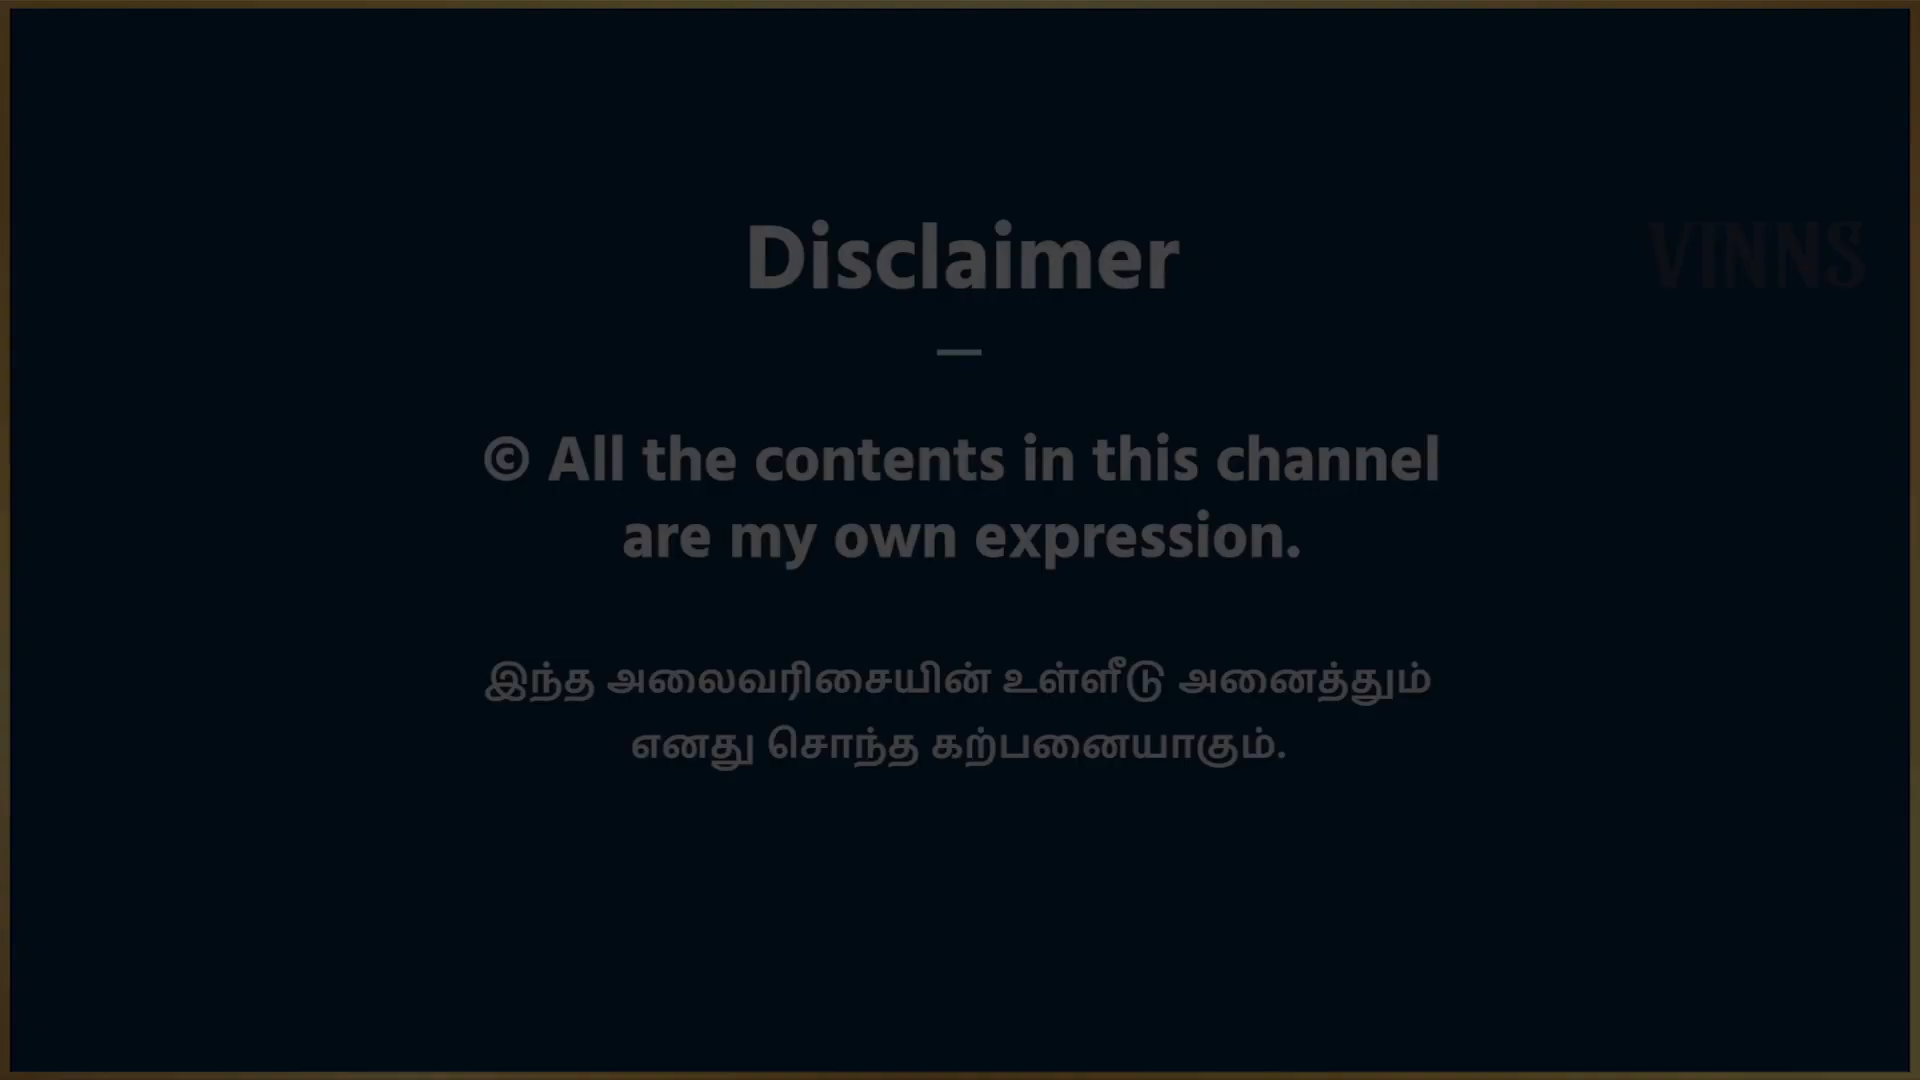 Disclaimer
VINNS
© All the contents in this channel
are my own expression.
இந்த அலைவரிசையின் உள்ளீடு அனைத்தும்
எனது சொந்த கற்பனையாகும்.